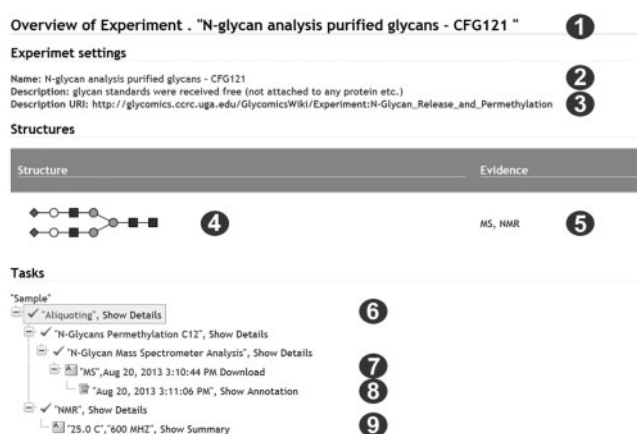 Overview of Experiment . "N-glycan analysis purified glycans - CFG121 " 1
Experimet settings
Name: N-glycan analysis purified glycans - CFG121 2
Description: glycan standards were received free (not attached to any protein etc.)
Description URI: http://glycomics.ccrc.uga.edu/GlycomicsWiki/Experiment:N-Glycan_Release_and_Permethylation 3
Structures
Structure Evidence
4 MS, NMR 5
Tasks
"Sample"
"Aliquoting", Show Details 6
"N-Glycans Permethylation C12", Show Details
"N-Glycan Mass Spectrometer Analysis", Show Details
"MS",Aug 20, 2013 3:10:44 PM Download 7
"Aug 20, 2013 3:11:06 PM", Show Annotation 8
"NMR", Show Details
"25.0 C","600 MHZ", Show Summary 9